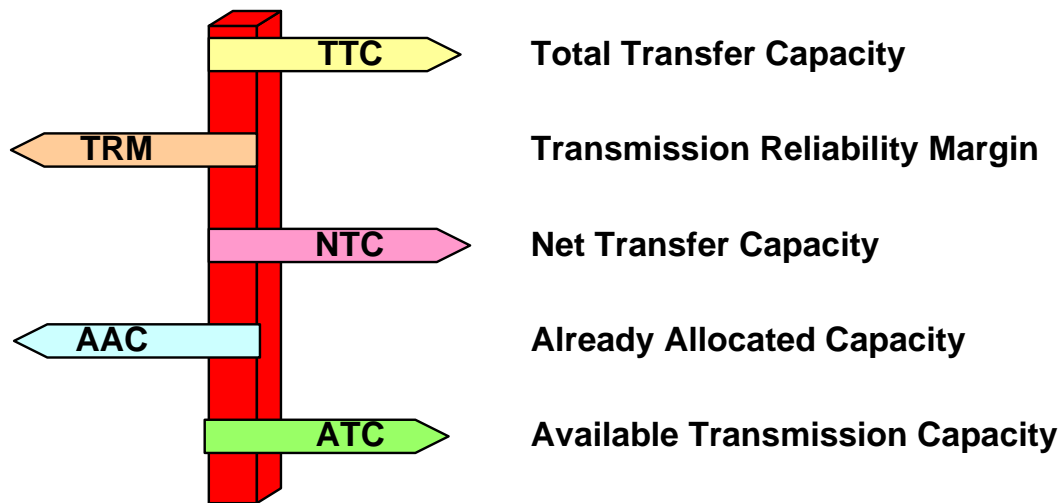 TTC Total Transfer Capacity
TRM Transmission Reliability Margin
NTC Net Transfer Capacity
AAC Already Allocated Capacity
ATC Available Transmission Capacity